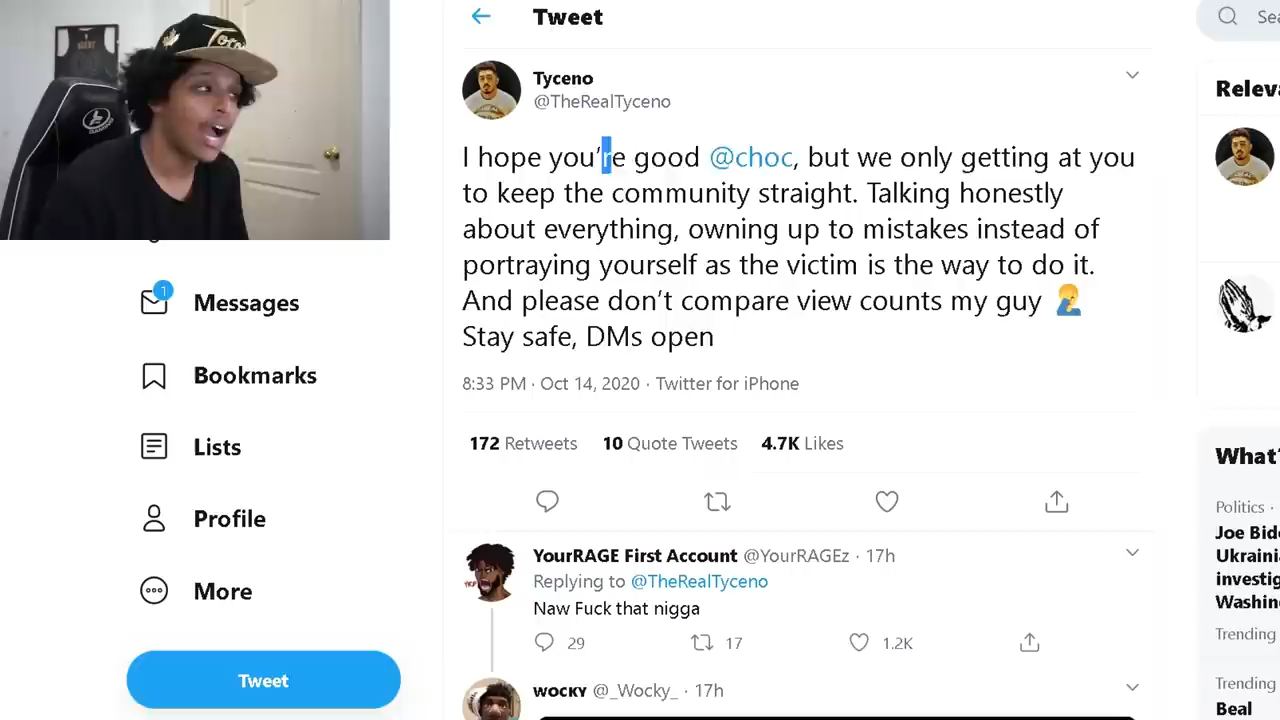 Tweet
Sea
Tyceno
@TheRealTyceno
Releva
I hope you're good @choc, but we only getting at you
to keep the community straight. Talking honestly
about everything, owning up to mistakes instead of
portraying yourself as the victim is the way to do it.
And please don't compare view counts my guy 🤦‍♂️
Stay safe, DMs open
8:33 PM · Oct 14, 2020 · Twitter for iPhone
172 Retweets 10 Quote Tweets 4.7K Likes
1
Messages
Bookmarks
Lists
Profile
More
Tweet
YourRAGE First Account @YourRAGEz · 17h
Replying to @TheRealTyceno
Naw Fuck that nigga
29 17 1.2K
WOCKY @_Wocky_ · 17h
What'
Politics ·
Joe Bid
Ukraini
investig
Washin
Trending
Trending
Beal